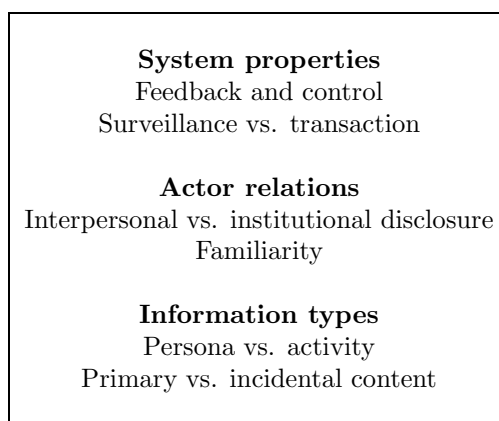 System properties
Feedback and control
Surveillance vs. transaction
Actor relations
Interpersonal vs. institutional disclosure
Familiarity
Information types
Persona vs. activity
Primary vs. incidental content